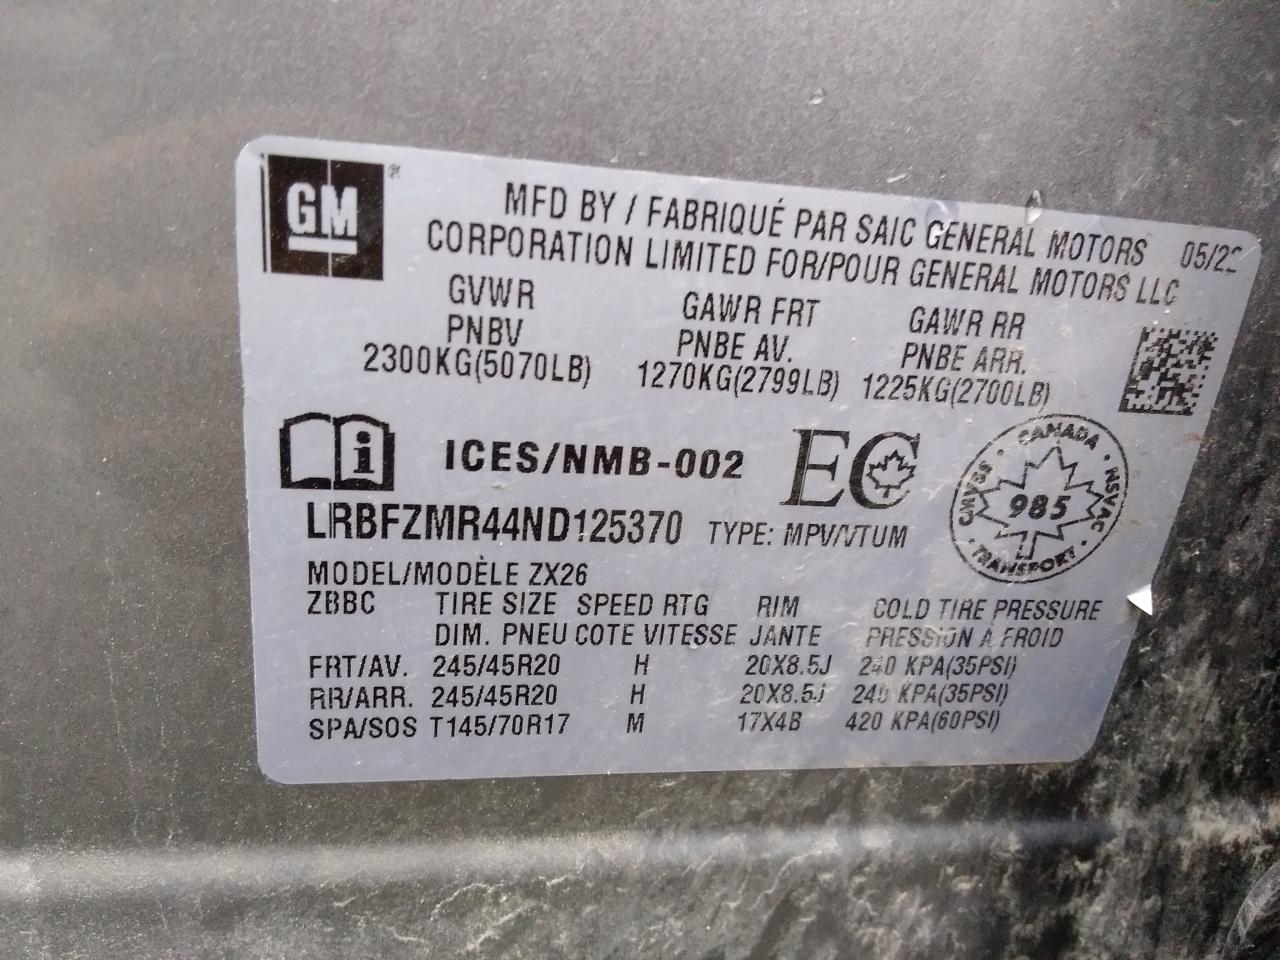 GM
MFD BY / FABRIQUÉ PAR SAIC GENERAL MOTORS 05/22
CORPORATION LIMITED FOR/POUR GENERAL MOTORS LLC
GVWR GAWR FRT GAWR RR
PNBV PNBE AV. PNBE ARR.
2300KG(5070LB) 1270KG(2799LB) 1225KG(2700LB)
i ICES/NMB-002 EC
CANADA · NSVAC · TRANSPORT · CMVSS ·
985
LRBFZMR44ND125370 TYPE: MPV/VTUM
MODEL/MODÈLE ZX26
ZBBC TIRE SIZE SPEED RTG RIM COLD TIRE PRESSURE
DIM. PNEU COTE VITESSE JANTE PRESSION À FROID
FRT/AV. 245/45R20 H 20X8.5J 240 KPA(35PSI)
RR/ARR. 245/45R20 H 20X8.5J 240 KPA(35PSI)
SPA/SOS T145/70R17 M 17X4B 420 KPA(60PSI)